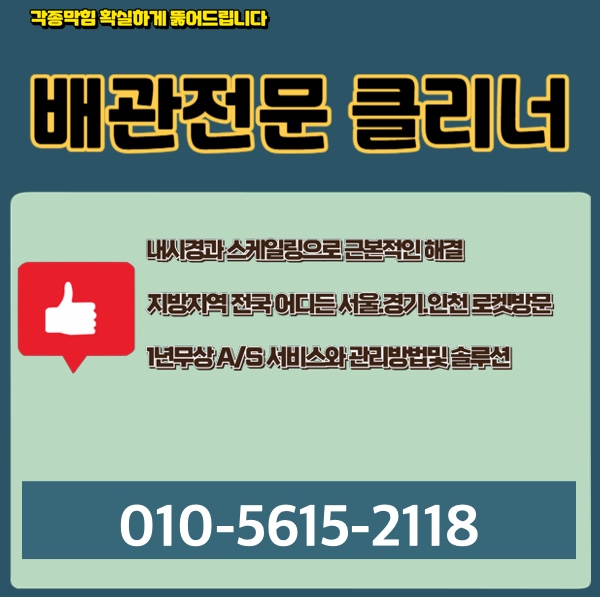 각종막힘 확실하게 뚫어드립니다
배관전문 클리너
내시경과 스케일링으로 근본적인 해결
지방지역 전국 어디든 서울.경기.인천 로켓방문
1년무상 A/S 서비스와 관리방법및 솔루션
010-5615-2118